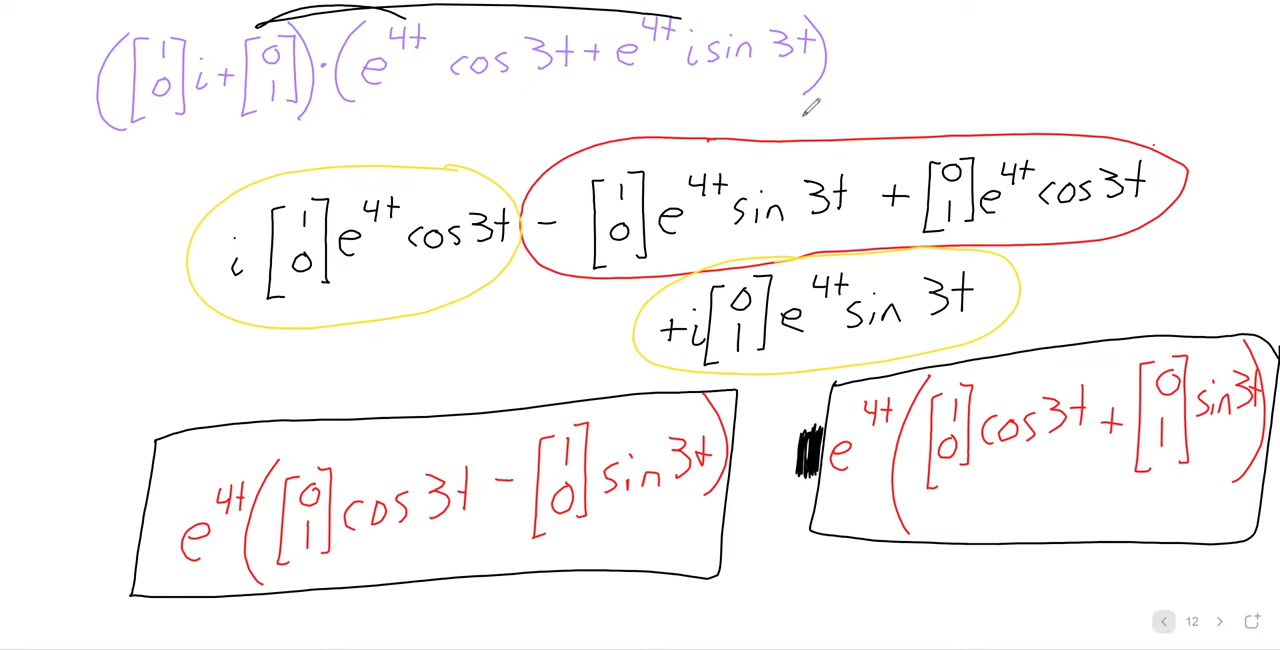 ([1 0] i + [0 1]) · (e^4t cos 3t + e^4t i sin 3t)
i [1 0] e^4t cos 3t - [1 0] e^4t sin 3t + [0 1] e^4t cos 3t
+ i [0 1] e^4t sin 3t
e^4t ([0 1] cos 3t - [1 0] sin 3t)
e^4t ([1 0] cos 3t + [0 1] sin 3t)
< 12 >